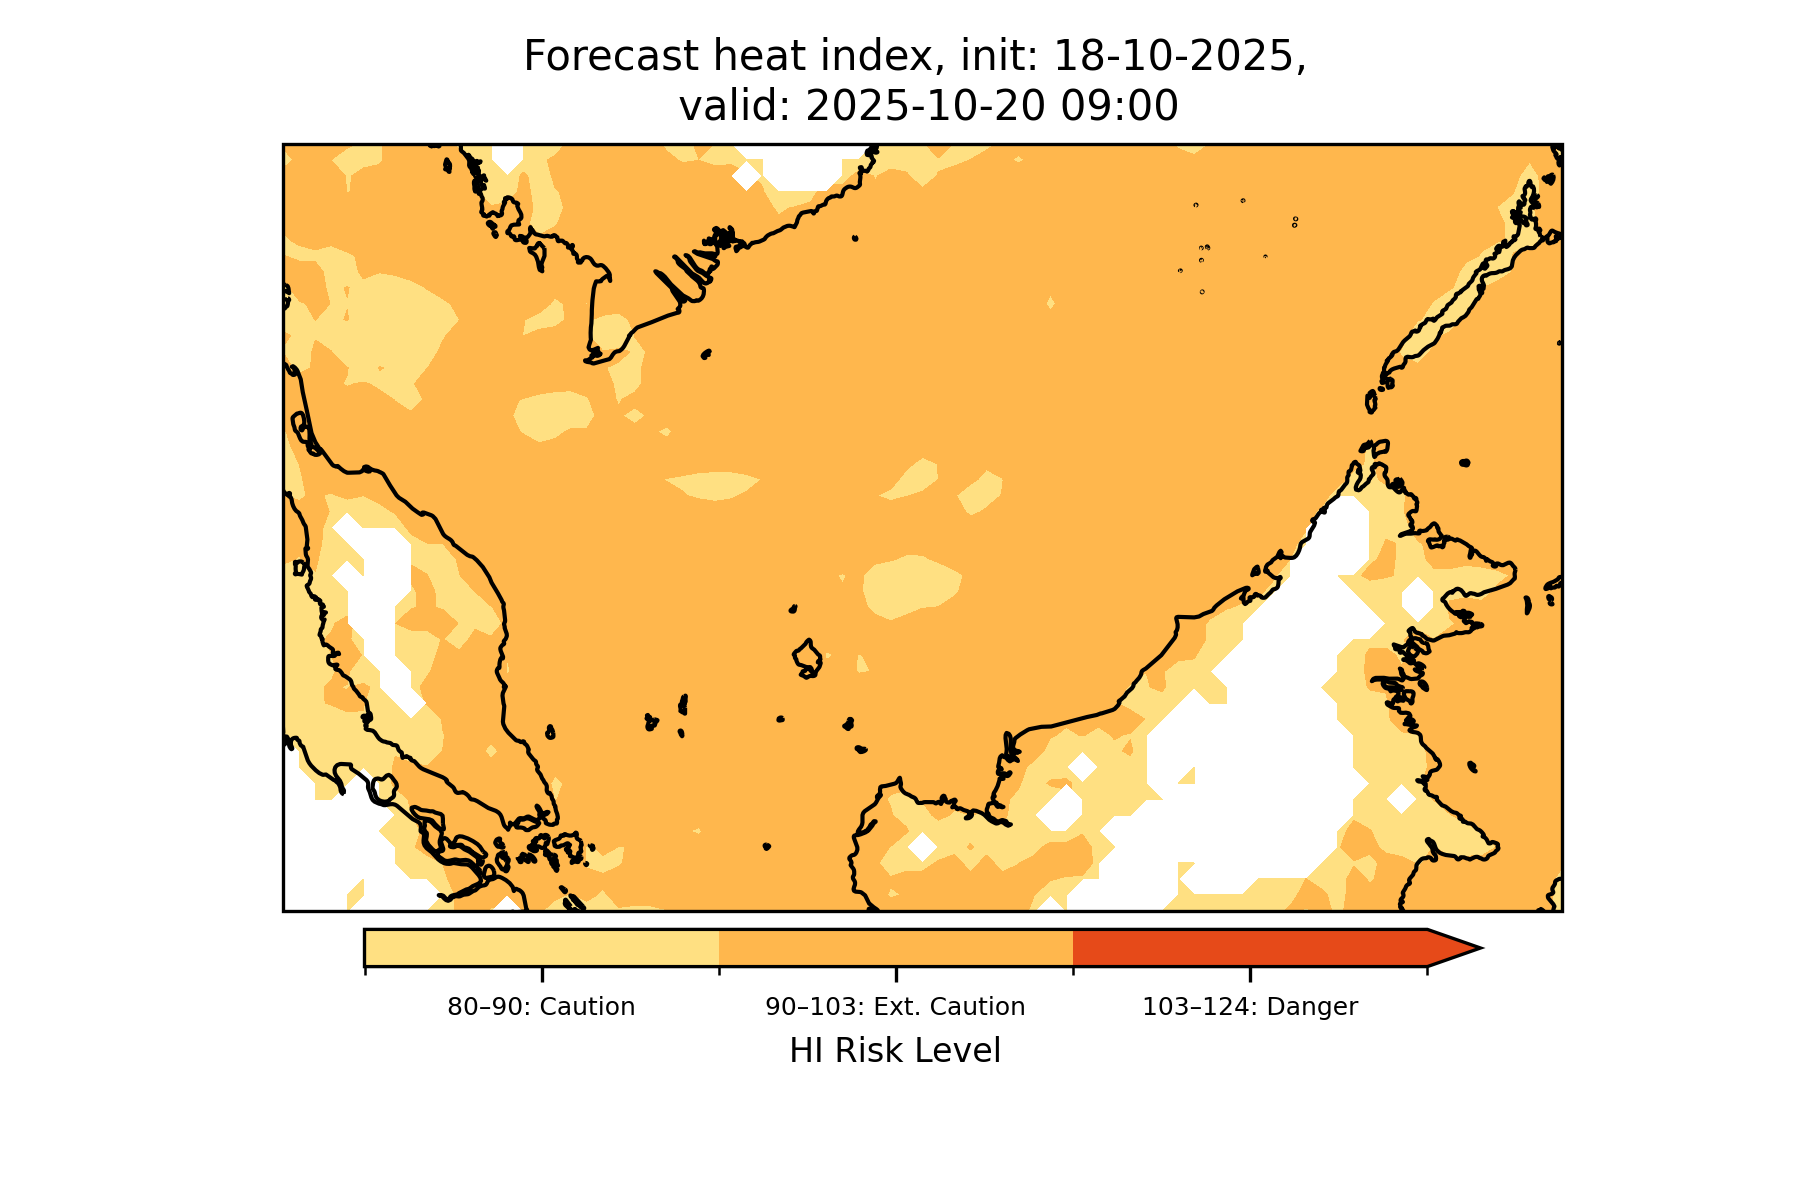 Forecast heat index, init: 18-10-2025,
valid: 2025-10-20 09:00
80–90: Caution
90–103: Ext. Caution
103–124: Danger
HI Risk Level